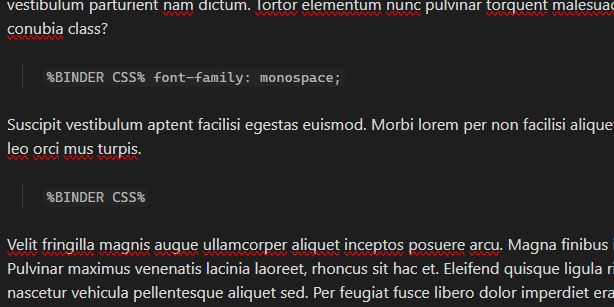 vestibulum parturient nam dictum. Tortor elementum nunc pulvinar torquent
conubia class?
%BINDER CSS% font-family: monospace;
Suscipit vestibulum aptent facilisi egestas euismod. Morbi lorem per non facilisi
leo orci mus turpis.
%BINDER CSS%
Velit fringilla magnis augue ullamcorper aliquet inceptos posuere arcu. Magna finibus
Pulvinar maximus venenatis lacinia laoreet, rhoncus sit hac et. Eleifend quisque ligula
nascetur vehicula pellentesque aliquet sed. Per feugiat fusce libero dolor imperdiet